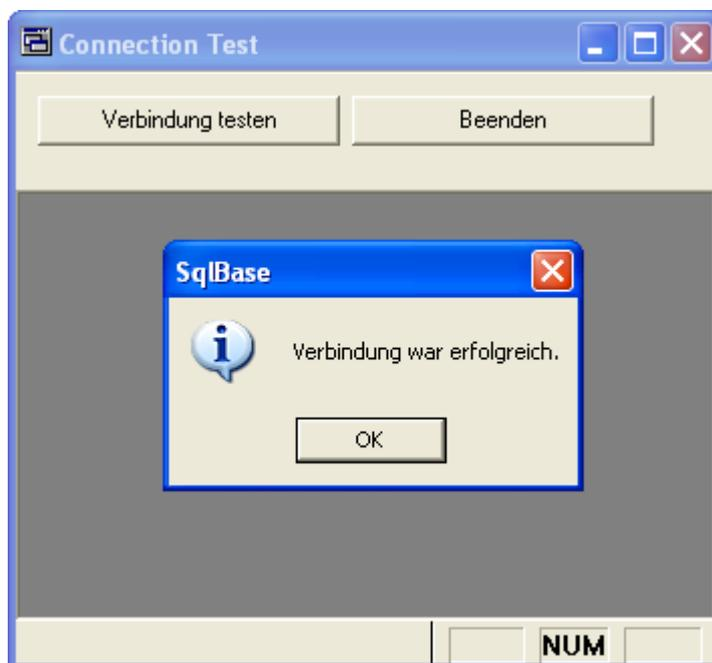 Connection Test
Verbindung testen
Beenden
SqlBase
Verbindung war erfolgreich.
OK
NUM